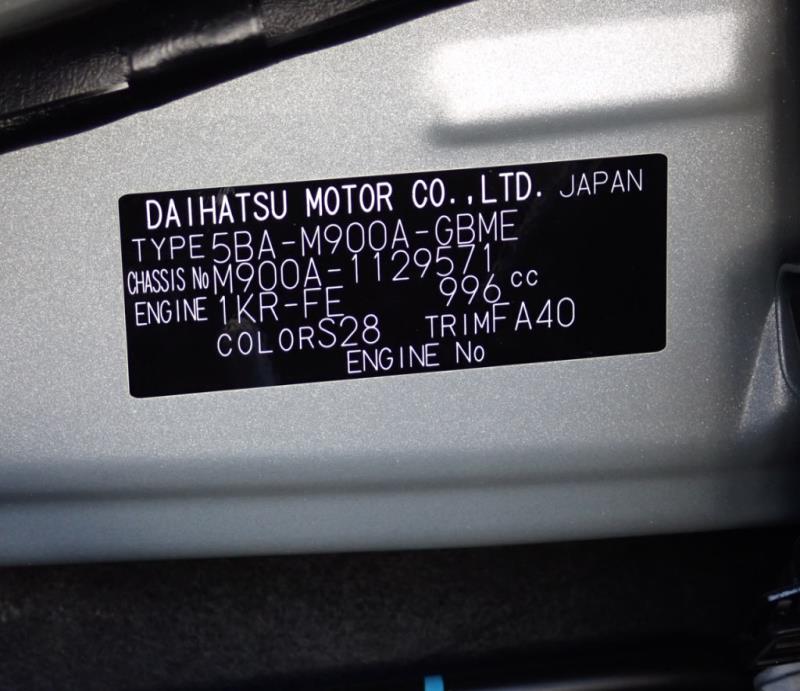 DAIHATSU MOTOR CO.,LTD. JAPAN
TYPE 5BA-M900A-GBME
CHASSIS No M900A-1129571
ENGINE 1KR-FE 996 cc
COLOR S28 TRIM FA40
ENGINE No